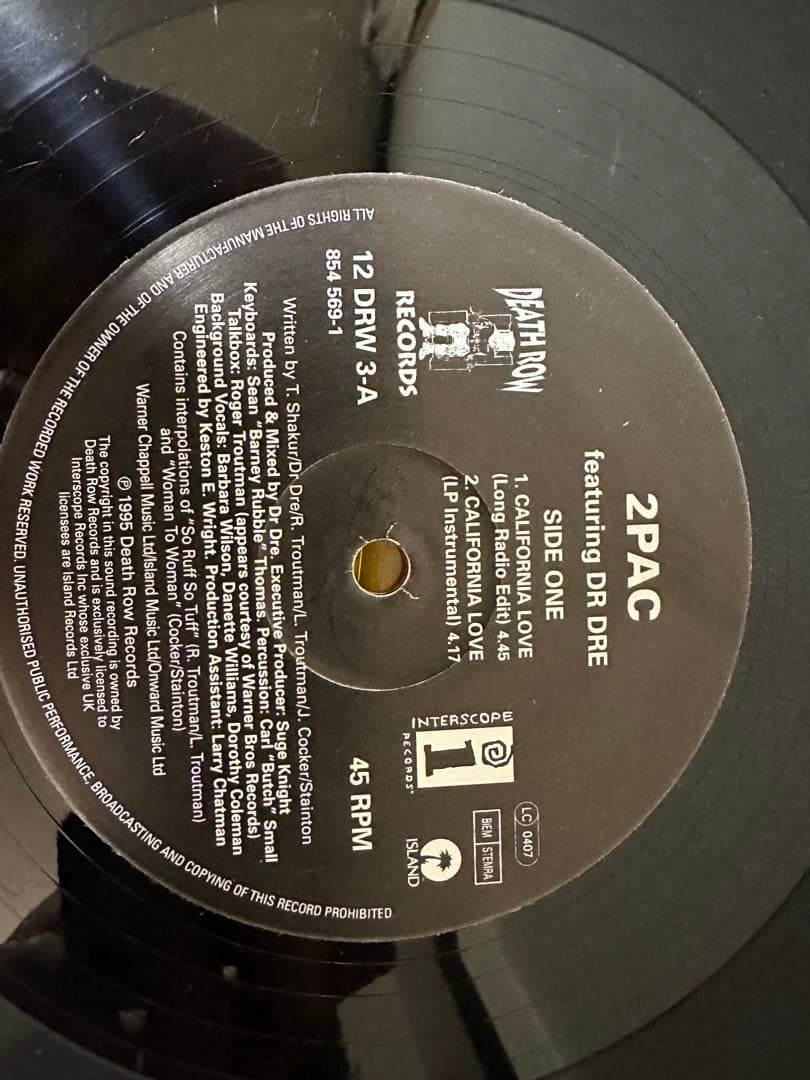 2PAC
featuring DR DRE
SIDE ONE
1. CALIFORNIA LOVE
(Long Radio Edit) 4.45
2. CALIFORNIA LOVE
(LP Instrumental) 4.17
DEATH ROW
RECORDS
12 DRW 3-A
854 569-1
LC 0407
BIEM STEMRA
INTERSCOPE
RECORDS
ISLAND
45 RPM
Written by T. Shakur/Dr Dre/R. Troutman/L. Troutman/J. Cocker/Stainton
Produced & Mixed by Dr Dre. Executive Producer: Suge Knight
Keyboards: Sean "Barney Rubble" Thomas. Percussion: Carl "Butch" Small
Talkbox: Roger Troutman (appears courtesy of Warner Bros Records)
Background Vocals: Barbara Wilson, Danette Williams, Dorothy Coleman
Engineered by Keston E. Wright. Production Assistant: Larry Chatman
Contains interpolations of "So Ruff So Tuff" (R. Troutman/L. Troutman)
and "Woman To Woman" (Cocker/Stainton)
Warner Chappell Music Ltd/Island Music Ltd/Onward Music Ltd
℗ 1995 Death Row Records
The copyright in this sound recording is owned by
Death Row Records and is exclusively licensed to
Interscope Records Inc whose exclusive UK
licensees are Island Records Ltd
ALL RIGHTS OF THE MANUFACTURER AND OF THE OWNER OF THE RECORDED WORK RESERVED. UNAUTHORISED PUBLIC PERFORMANCE, BROADCASTING AND COPYING OF THIS RECORD PROHIBITED.